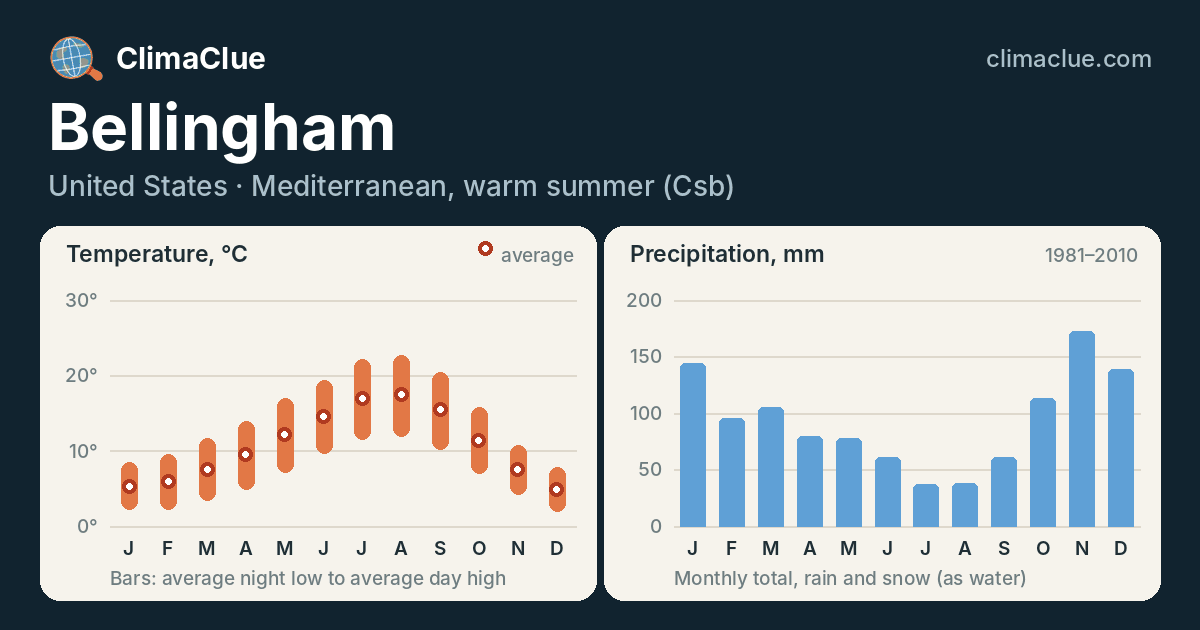 ClimaClue
climaclue.com
Bellingham
United States · Mediterranean, warm summer (Csb)
Temperature, °C
average
30°
20°
10°
0°
J F M A M J J A S O N D
Bars: average night low to average day high
Precipitation, mm
1981–2010
200
150
100
50
0
J F M A M J J A S O N D
Monthly total, rain and snow (as water)